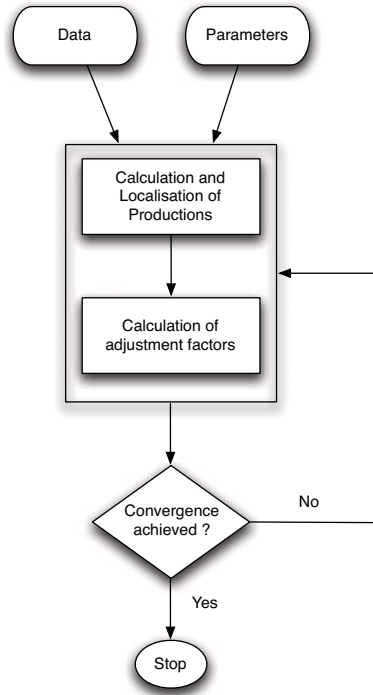 Data
Parameters
Calculation and
Localisation of
Productions
Calculation of
adjustment factors
Convergence
achieved ?
No
Yes
Stop